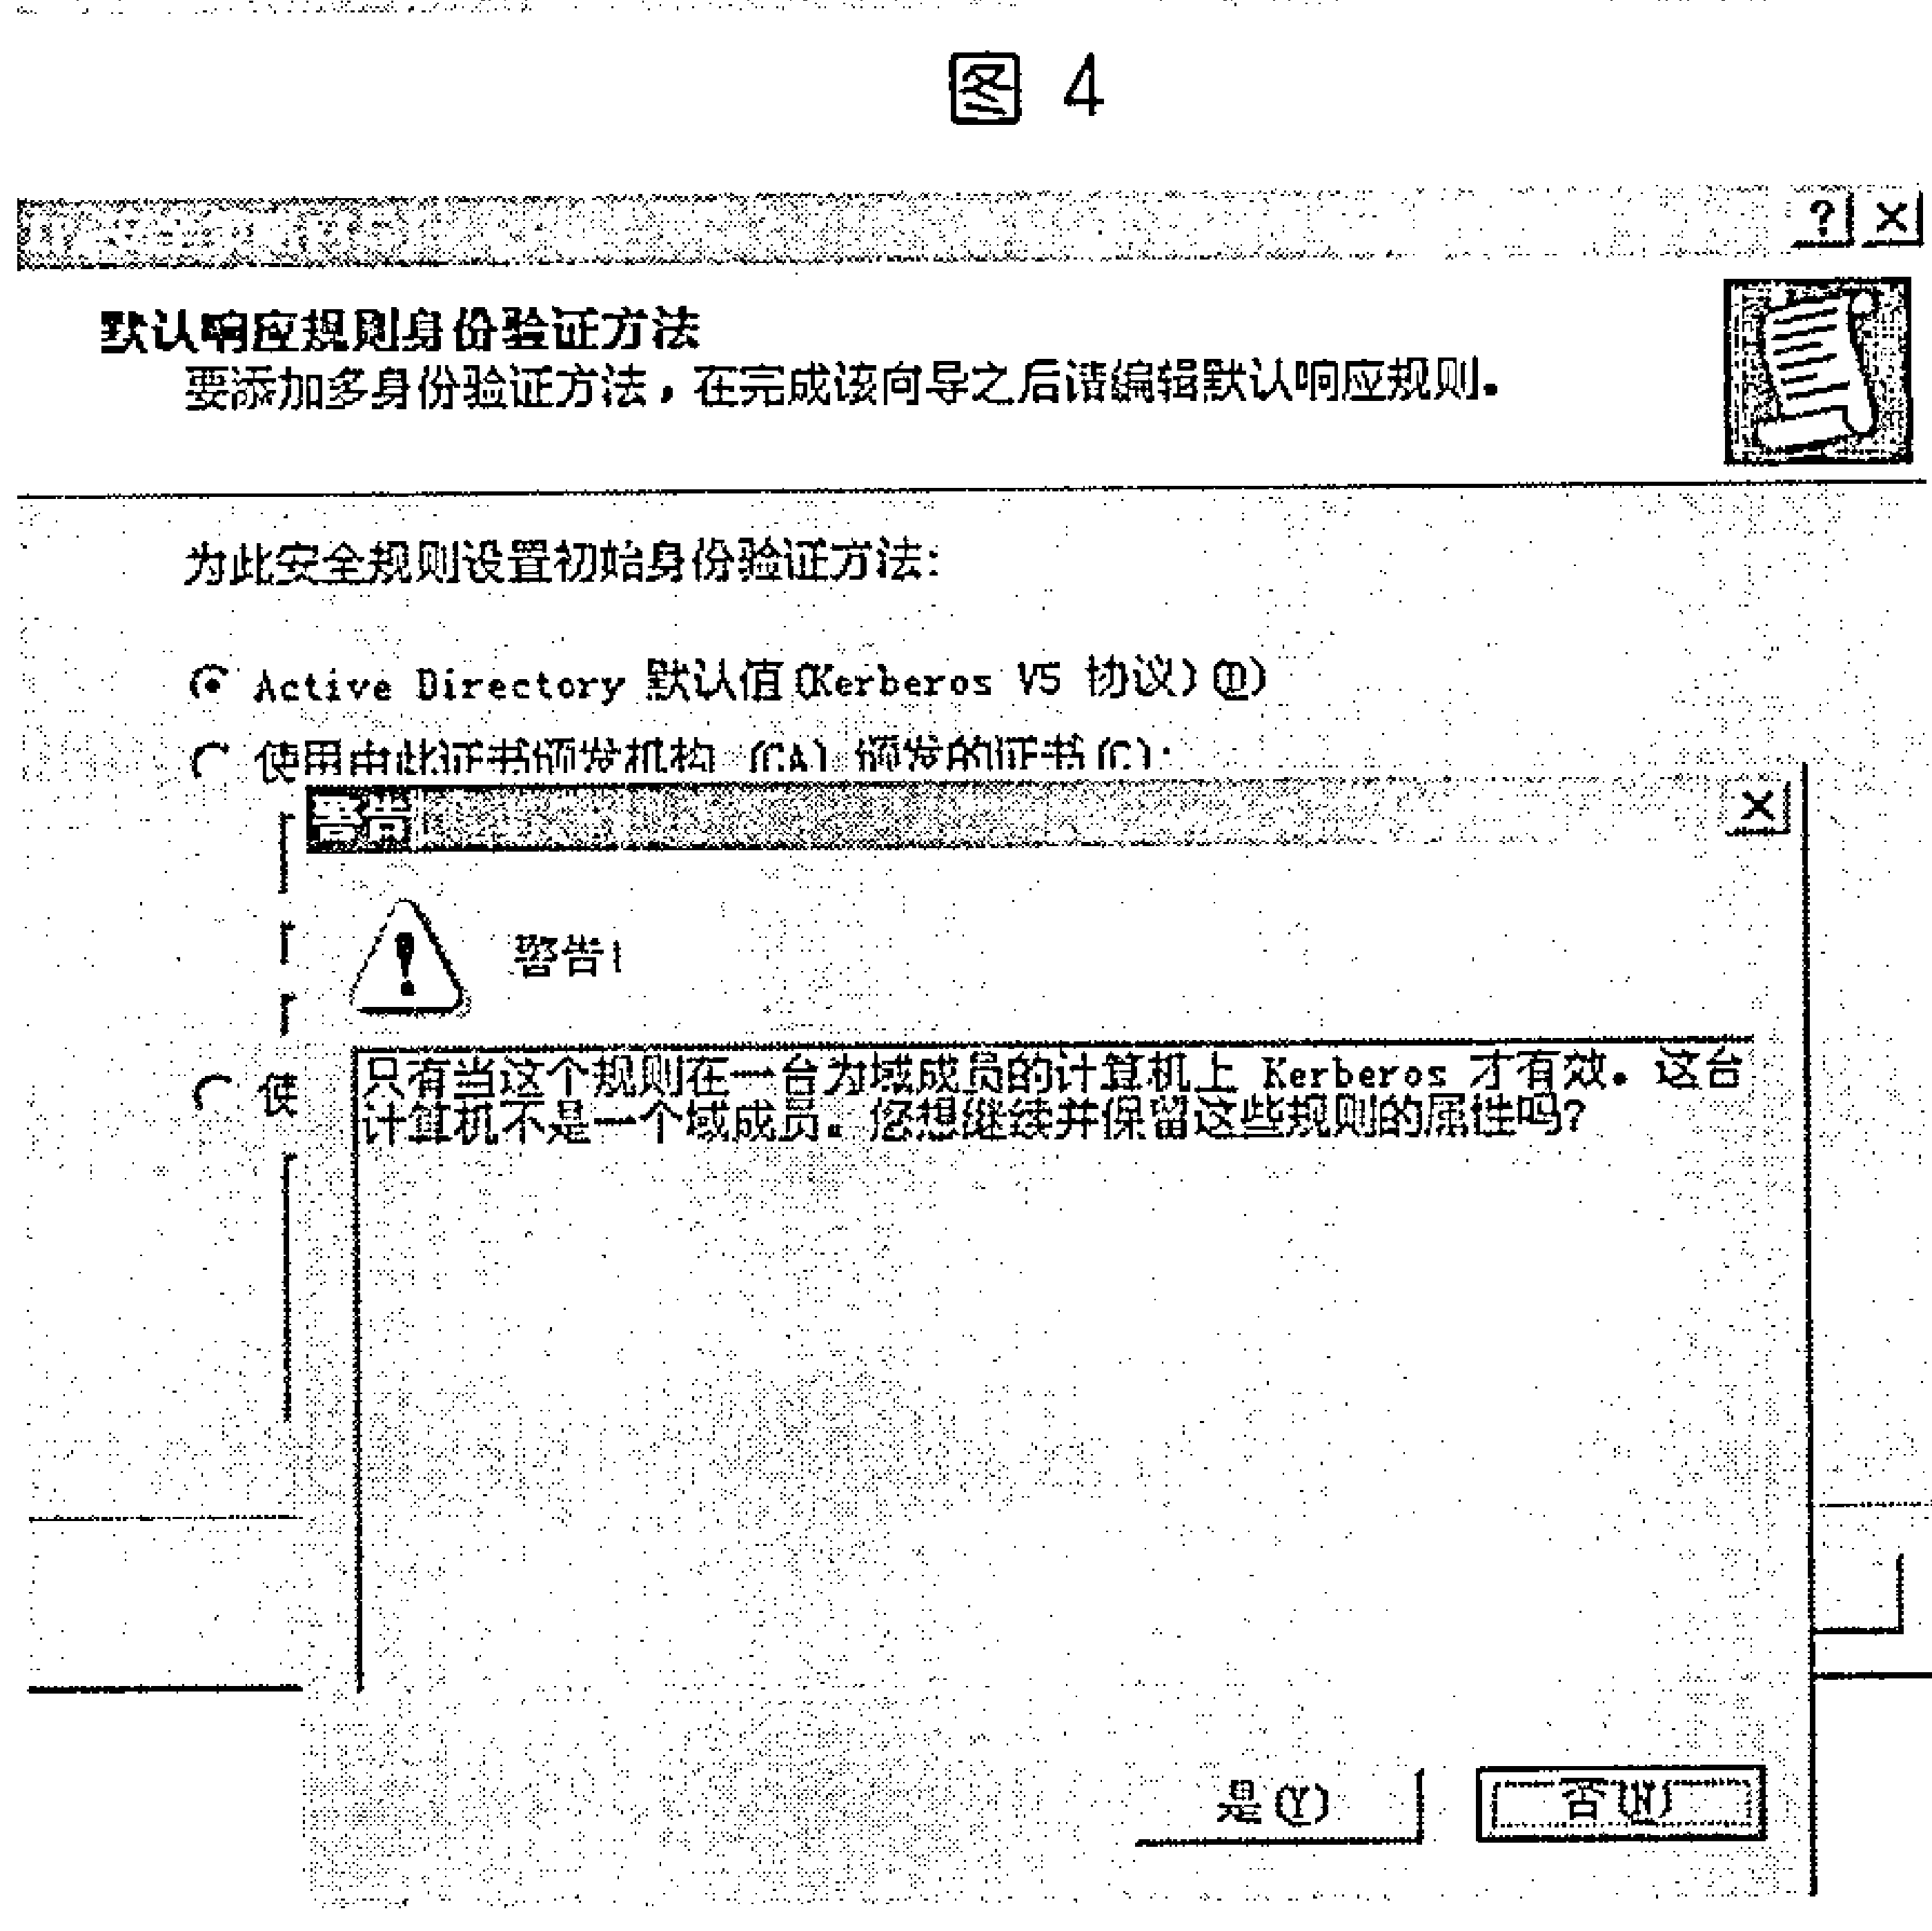 图 4
默认响应规则身份验证方法
要添加多身份验证方法，在完成该向导之后请编辑默认响应规则。
为此安全规则设置初始身份验证方法:
Active Directory 默认值(Kerberos V5 协议)(D)
使用由此证书颁发机构 (CA) 颁发的证书(C):
警告
警告!
使
只有当这个规则在一台为域成员的计算机上 Kerberos 才有效。这台
计算机不是一个域成员。您想继续并保留这些规则的属性吗?
是(Y)
否(N)